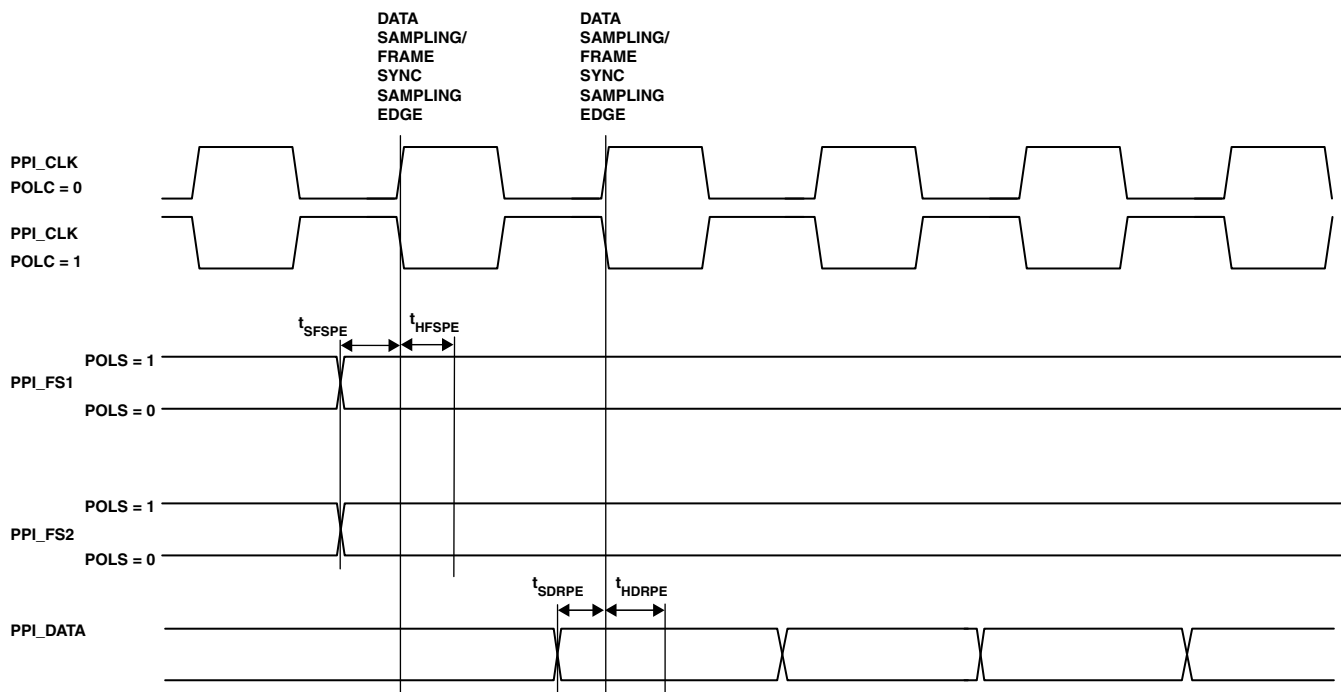 DATA
SAMPLING/
FRAME
SYNC
SAMPLING
EDGE
DATA
SAMPLING/
FRAME
SYNC
SAMPLING
EDGE
PPI_CLK
POLC = 0
PPI_CLK
POLC = 1
tSFSPE
tHFSPE
POLS = 1
PPI_FS1
POLS = 0
POLS = 1
PPI_FS2
POLS = 0
tSDRPE
tHDRPE
PPI_DATA